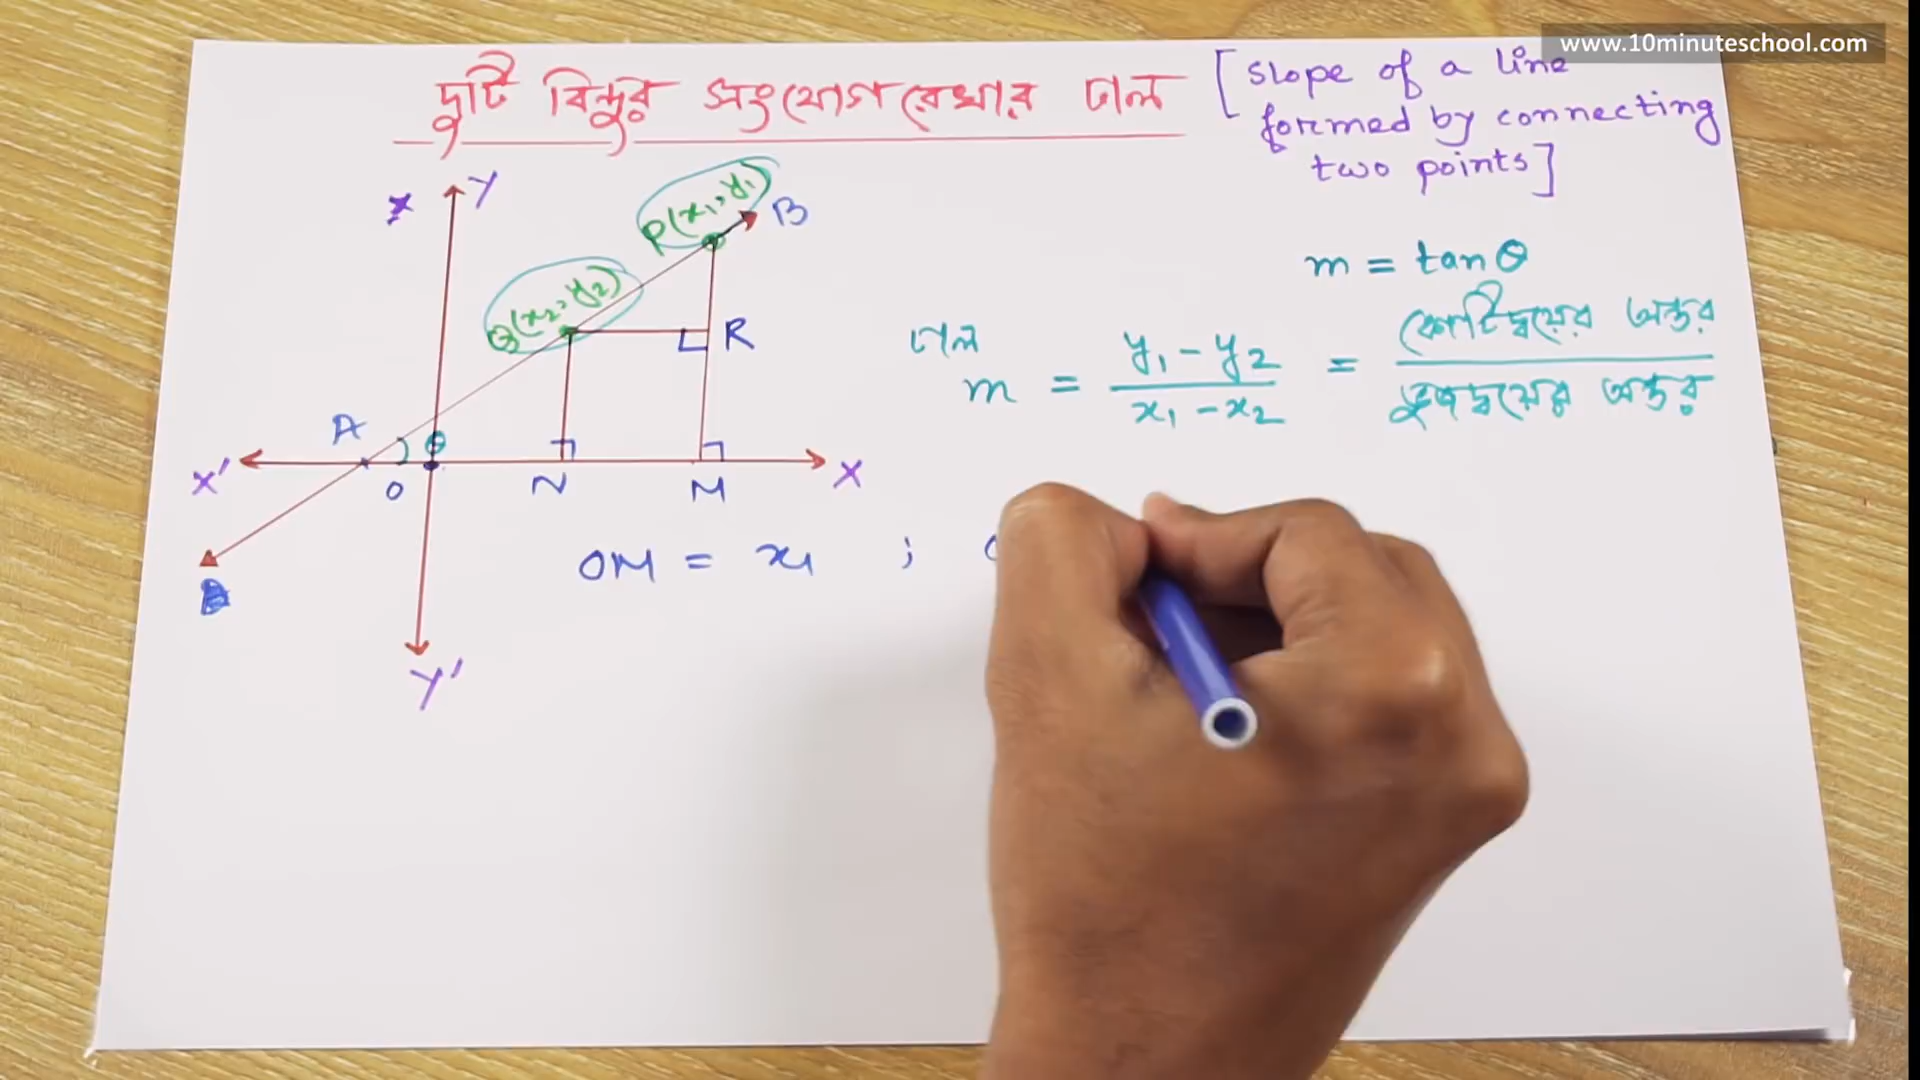 www.10minuteschool.com
দুটি বিন্দুর সংযোগরেখার ঢাল
[slope of a line
formed by connecting
two points]
x Y
P(x₁, y₁)
B
Q(x₂, y₂)
R
A θ
X' O N M X
Y'
m = tanθ
ঢাল
m = y₁ - y₂ / x₁ - x₂ = কোটিদ্বয়ের অন্তর / ভুজদ্বয়ের অন্তর
OM = x₁ ;